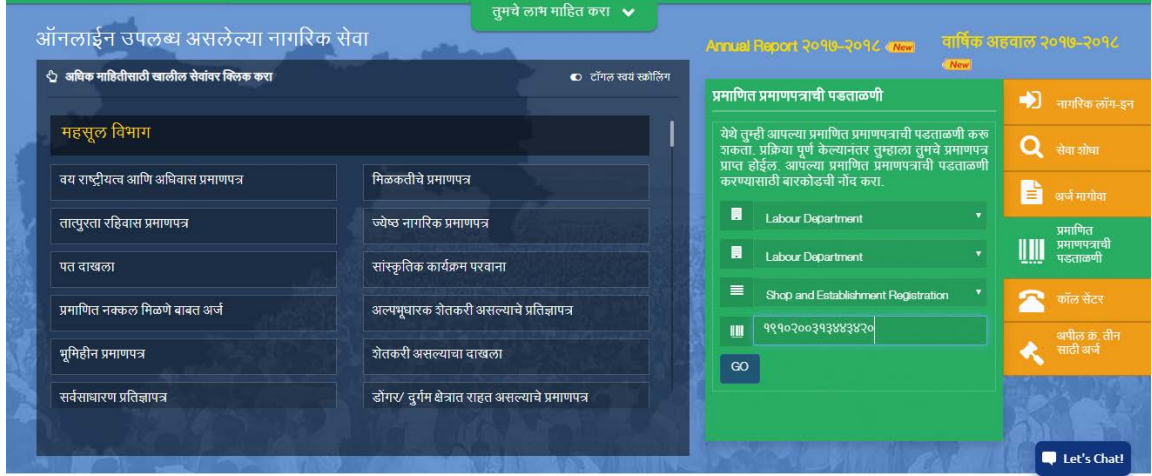 तुमचे लाभ माहित करा
ऑनलाईन उपलब्ध असलेल्या नागरिक सेवा
अधिक माहितीसाठी खालील सेवांवर क्लिक करा
टॉगल स्वयं स्क्रोलिंग
महसूल विभाग
वय राष्ट्रीयत्व आणि अधिवास प्रमाणपत्र
मिळकतीचे प्रमाणपत्र
तात्पुरता रहिवास प्रमाणपत्र
ज्येष्ठ नागरिक प्रमाणपत्र
पत दाखला
सांस्कृतिक कार्यक्रम परवाना
प्रमाणित नक्कल मिळणे बाबत अर्ज
अल्पभूधारक शेतकरी असल्याचे प्रतिज्ञापत्र
भूमिहीन प्रमाणपत्र
शेतकरी असल्याचा दाखला
सर्वसाधारण प्रतिज्ञापत्र
डोंगर/ दुर्गम क्षेत्रात राहत असल्याचे प्रमाणपत्र
Annual Report २०१७-२०१८ New
वार्षिक अहवाल २०१७-२०१८
New
प्रमाणित प्रमाणपत्राची पडताळणी
येथे तुम्ही आपल्या प्रमाणित प्रमाणपत्राची पडताळणी करू
शकता. प्रक्रिया पूर्ण केल्यानंतर तुम्हाला तुमचे प्रमाणपत्र
प्राप्त होईल. आपल्या प्रमाणित प्रमाणपत्राची पडताळणी
करण्यासाठी बारकोडची नोंद करा.
Labour Department
Labour Department
Shop and Establishment Registration
१९१०२००३१३४४३४२०
GO
नागरिक लॉग-इन
सेवा शोधा
अर्ज मागोवा
प्रमाणित
प्रमाणपत्राची
पडताळणी
कॉल सेंटर
अपील क्रं. तीन
साठी अर्ज
Let's Chat!